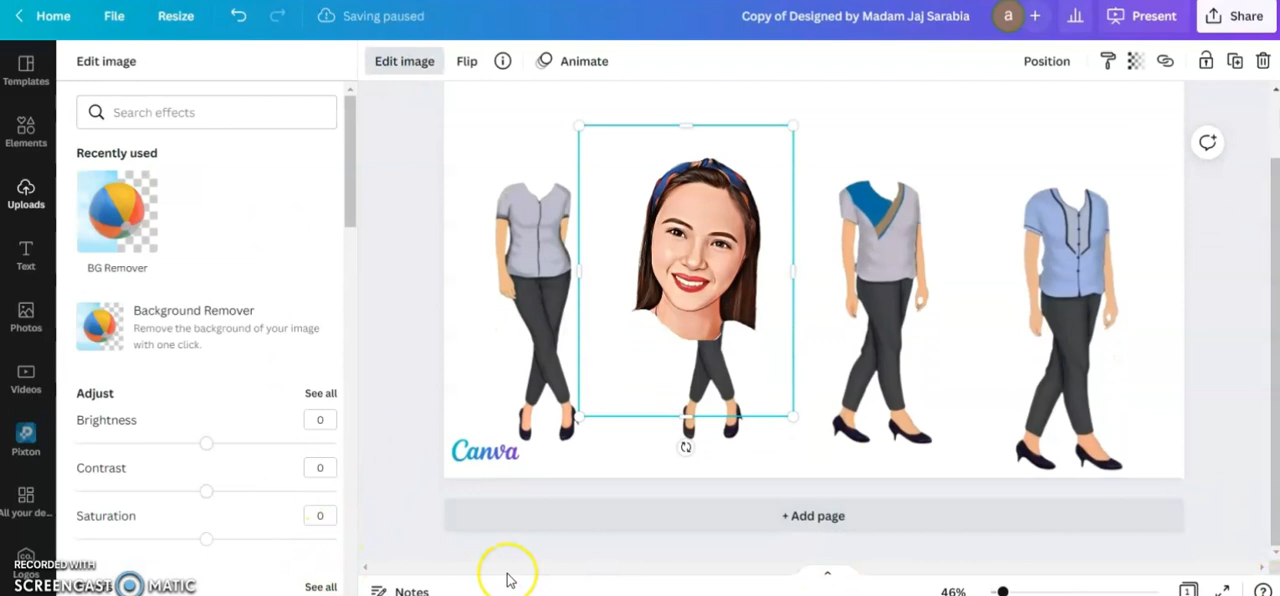 Home File Resize Saving paused Copy of Designed by Madam Jaj Sarabia a + Present Share
Edit image
Edit image Flip Animate Position
Templates
Elements
Uploads
Text
Photos
Videos
Pixton
All your de...
Logos
Search effects
Recently used
BG Remover
Background Remover
Remove the background of your image
with one click.
Adjust See all
Brightness 0
Contrast 0
Saturation 0
See all
Canva
+ Add page
Notes 46% 1 ?
RECORDED WITH
SCREENCAST MATIC
co.